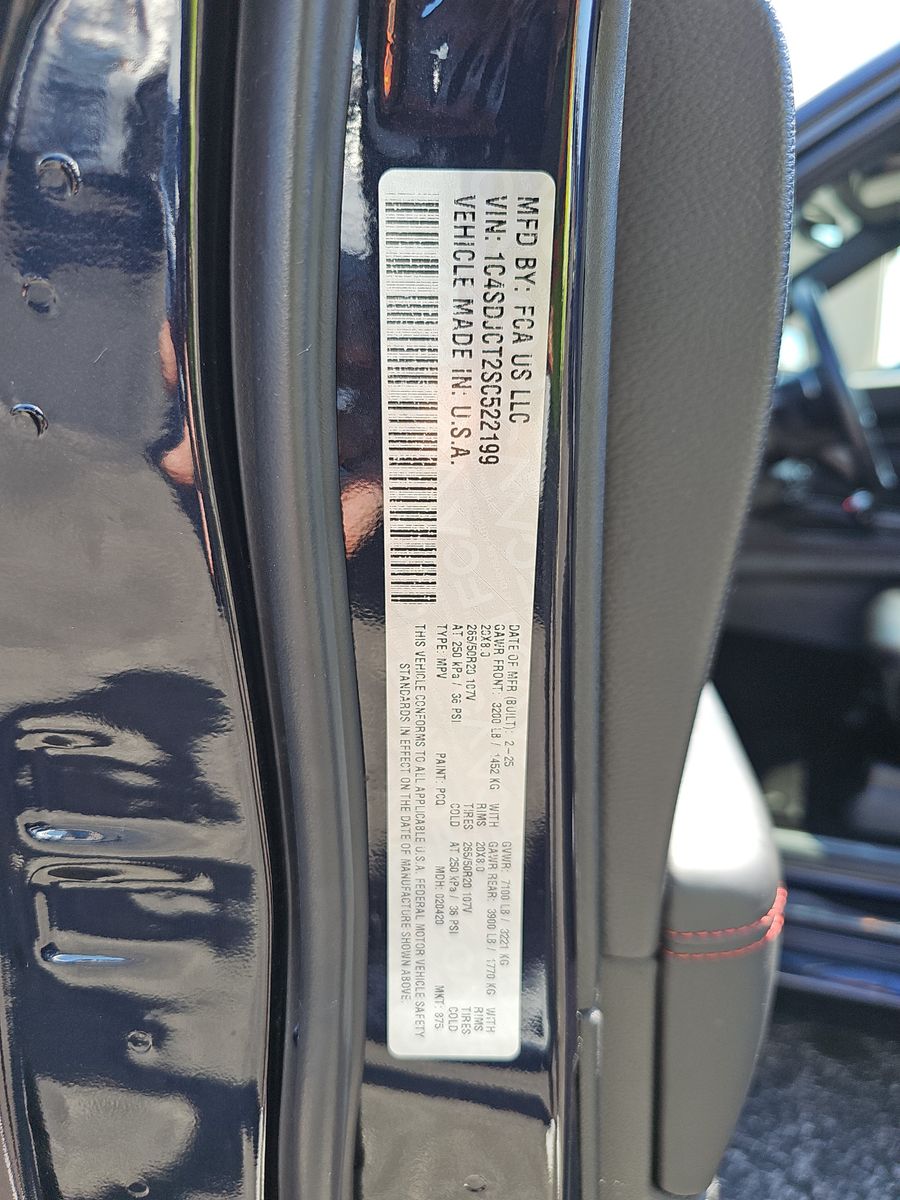 MFD BY: FCA US LLC
VIN: 1C4SDJCT2SC522199
VEHICLE MADE IN: U.S.A.
DATE OF MFR (BUILT): 2-25 GVWR: 7100 LB / 3221 KG
GAWR FRONT: 3200 LB / 1452 KG WITH GAWR REAR: 3900 LB / 1770 KG WITH
20X8.0 RIMS 20X8.0 RIMS
265/50R20 107V TIRES 265/50R20 107V TIRES
AT 250 kPa / 36 PSI COLD AT 250 kPa / 36 PSI COLD
TYPE: MPV PAINT: PCQ MDH: 020420 MKT: 875
THIS VEHICLE CONFORMS TO ALL APPLICABLE U.S.A. FEDERAL MOTOR VEHICLE SAFETY
STANDARDS IN EFFECT ON THE DATE OF MANUFACTURE SHOWN ABOVE.